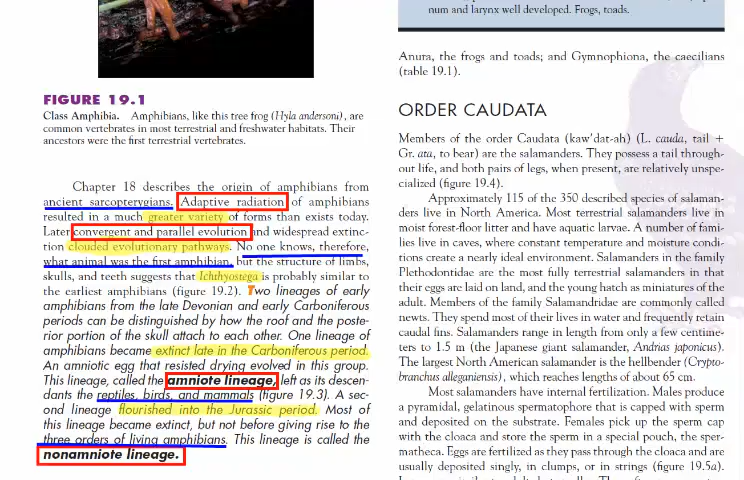 FIGURE 19.1
Class Amphibia. Amphibians, like this tree frog (Hyla andersoni), are
common vertebrates in most terrestrial and freshwater habitats. Their
ancestors were the first terrestrial vertebrates.
Chapter 18 describes the origin of amphibians from
ancient sarcopterygians. Adaptive radiation of amphibians
resulted in a much greater variety of forms than exists today.
Later convergent and parallel evolution and widespread extinc-
tion clouded evolutionary pathways. No one knows, therefore,
what animal was the first amphibian, but the structure of limbs,
skulls, and teeth suggests that Ichthyostega is probably similar to
the earliest amphibians (figure 19.2). Two lineages of early
amphibians from the late Devonian and early Carboniferous
periods can be distinguished by how the roof and the poste-
rior portion of the skull attach to each other. One lineage of
amphibians became extinct late in the Carboniferous period.
An amniotic egg that resisted drying evolved in this group.
This lineage, called the amniote lineage, left as its descen-
dants the reptiles, birds, and mammals (figure 19.3). A sec-
ond lineage flourished into the Jurassic period. Most of
this lineage became extinct, but not before giving rise to the
three orders of living amphibians. This lineage is called the
nonamniote lineage.
num and larynx well developed. Frogs, toads.
Anura, the frogs and toads; and Gymnophiona, the caecilians
(table 19.1).
ORDER CAUDATA
Members of the order Caudata (kaw'dat-ah) (L. cauda, tail +
Gr. ata, to bear) are the salamanders. They possess a tail through-
out life, and both pairs of legs, when present, are relatively unspe-
cialized (figure 19.4).
Approximately 115 of the 350 described species of salaman-
ders live in North America. Most terrestrial salamanders live in
moist forest-floor litter and have aquatic larvae. A number of fami-
lies live in caves, where constant temperature and moisture condi-
tions create a nearly ideal environment. Salamanders in the family
Plethodontidae are the most fully terrestrial salamanders in that
their eggs are laid on land, and the young hatch as miniatures of the
adult. Members of the family Salamandridae are commonly called
newts. They spend most of their lives in water and frequently retain
caudal fins. Salamanders range in length from only a few centime-
ters to 1.5 m (the Japanese giant salamander, Andrias japonicus).
The largest North American salamander is the hellbender (Crypto-
branchus alleganiensis), which reaches lengths of about 65 cm.
Most salamanders have internal fertilization. Males produce
a pyramidal, gelatinous spermatophore that is capped with sperm
and deposited on the substrate. Females pick up the sperm cap
with the cloaca and store the sperm in a special pouch, the sper-
matheca. Eggs are fertilized as they pass through the cloaca and are
usually deposited singly, in clumps, or in strings (figure 19.5a).